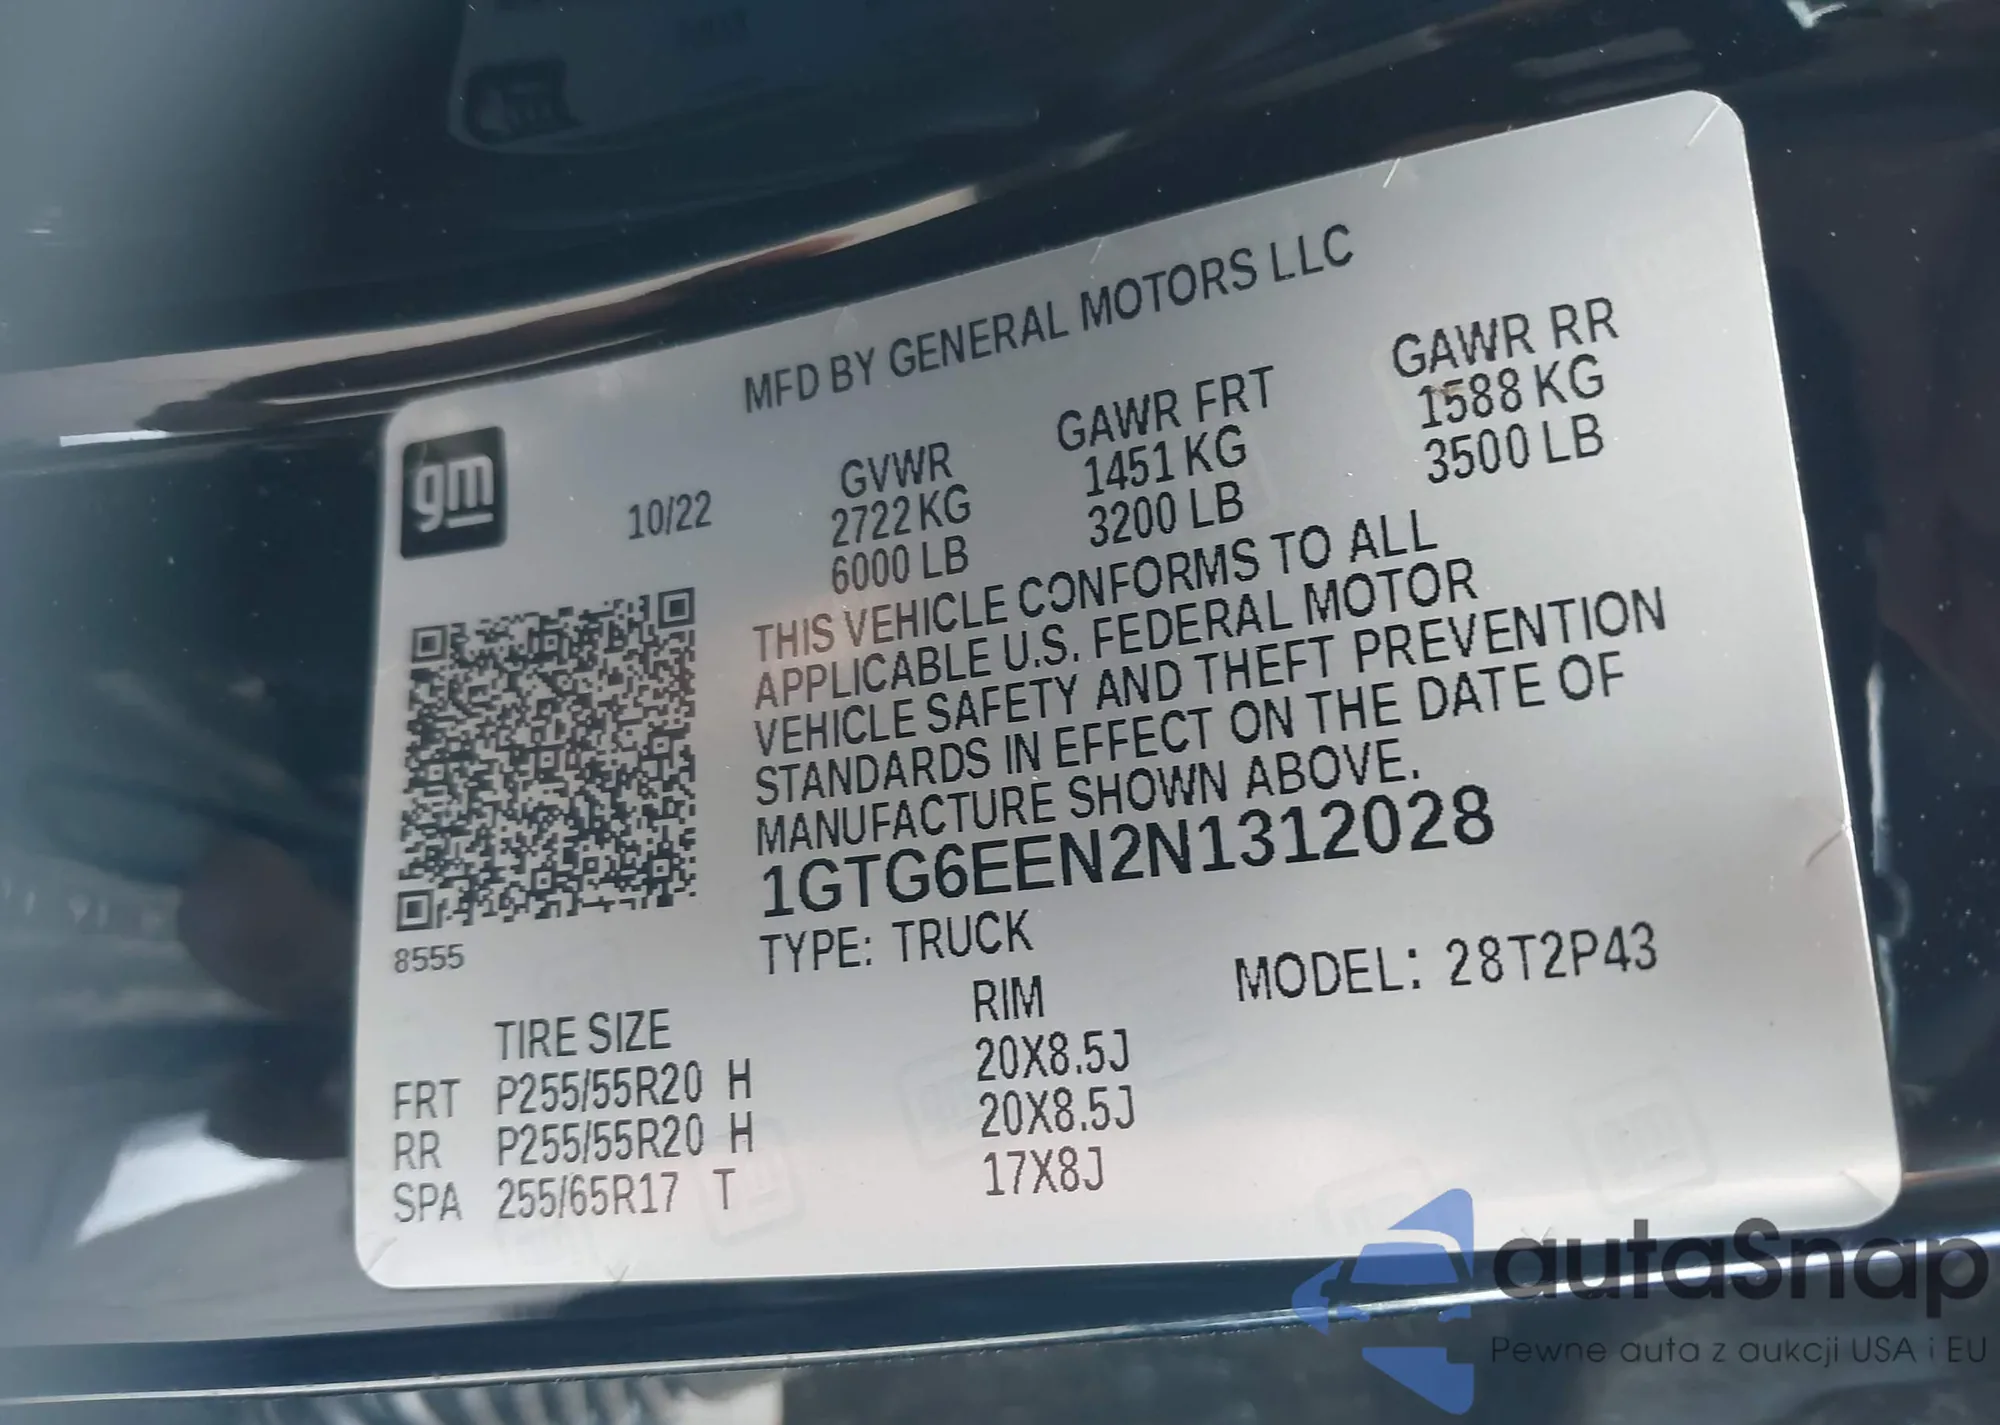 MFD BY GENERAL MOTORS LLC
gm
10/22
GVWR
2722 KG
6000 LB
GAWR FRT
1451 KG
3200 LB
GAWR RR
1588 KG
3500 LB
THIS VEHICLE CONFORMS TO ALL
APPLICABLE U.S. FEDERAL MOTOR
VEHICLE SAFETY AND THEFT PREVENTION
STANDARDS IN EFFECT ON THE DATE OF
MANUFACTURE SHOWN ABOVE.
1GTG6EEN2N1312028
TYPE: TRUCK
MODEL: 28T2P43
8555
TIRE SIZE RIM
FRT P255/55R20 H 20X8.5J
RR P255/55R20 H 20X8.5J
SPA 255/65R17 T 17X8J
autaSnap
Pewne auta z aukcji USA i EU